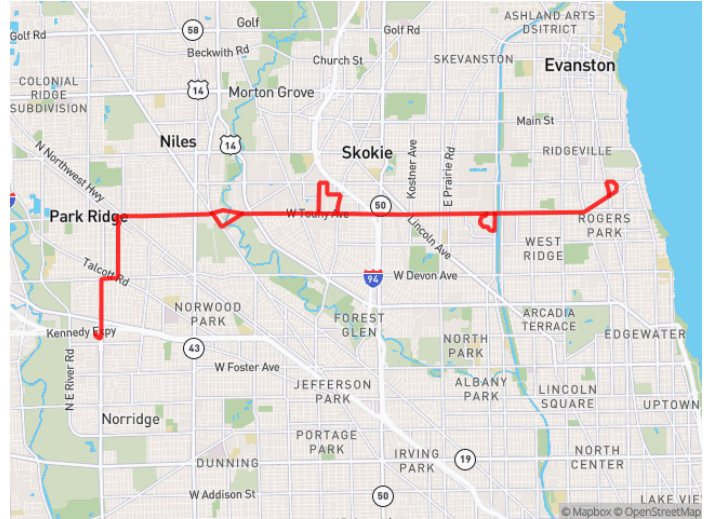 ASHLAND ARTS
DSITRICT
Golf
58
Golf Rd
Golf Rd
Beckwith Rd
Church St
SKEVANSTON
Evanston
COLONIAL
RIDGE
SUBDIVISION
14
Morton Grove
14
Main St
Niles
Skokie
RIDGEVILLE
N Northwest Hwy
Kostner Ave
E Prairie Rd
Park Ridge
W Touhy Ave
50
Lincoln Ave
ROGERS
PARK
WEST
RIDGE
Talcott Rd
94
W Devon Ave
NORWOOD
PARK
FOREST
GLEN
ARCADIA
TERRACE
Kennedy Expy
EDGEWATER
43
NORTH
PARK
N E River Rd
W Foster Ave
JEFFERSON
PARK
ALBANY
PARK
LINCOLN
SQUARE
UPTOWN
Norridge
PORTAGE
PARK
DUNNING
IRVING
PARK
19
NORTH
CENTER
W Addison St
50
LAKE VIEW
© Mapbox © OpenStreetMap